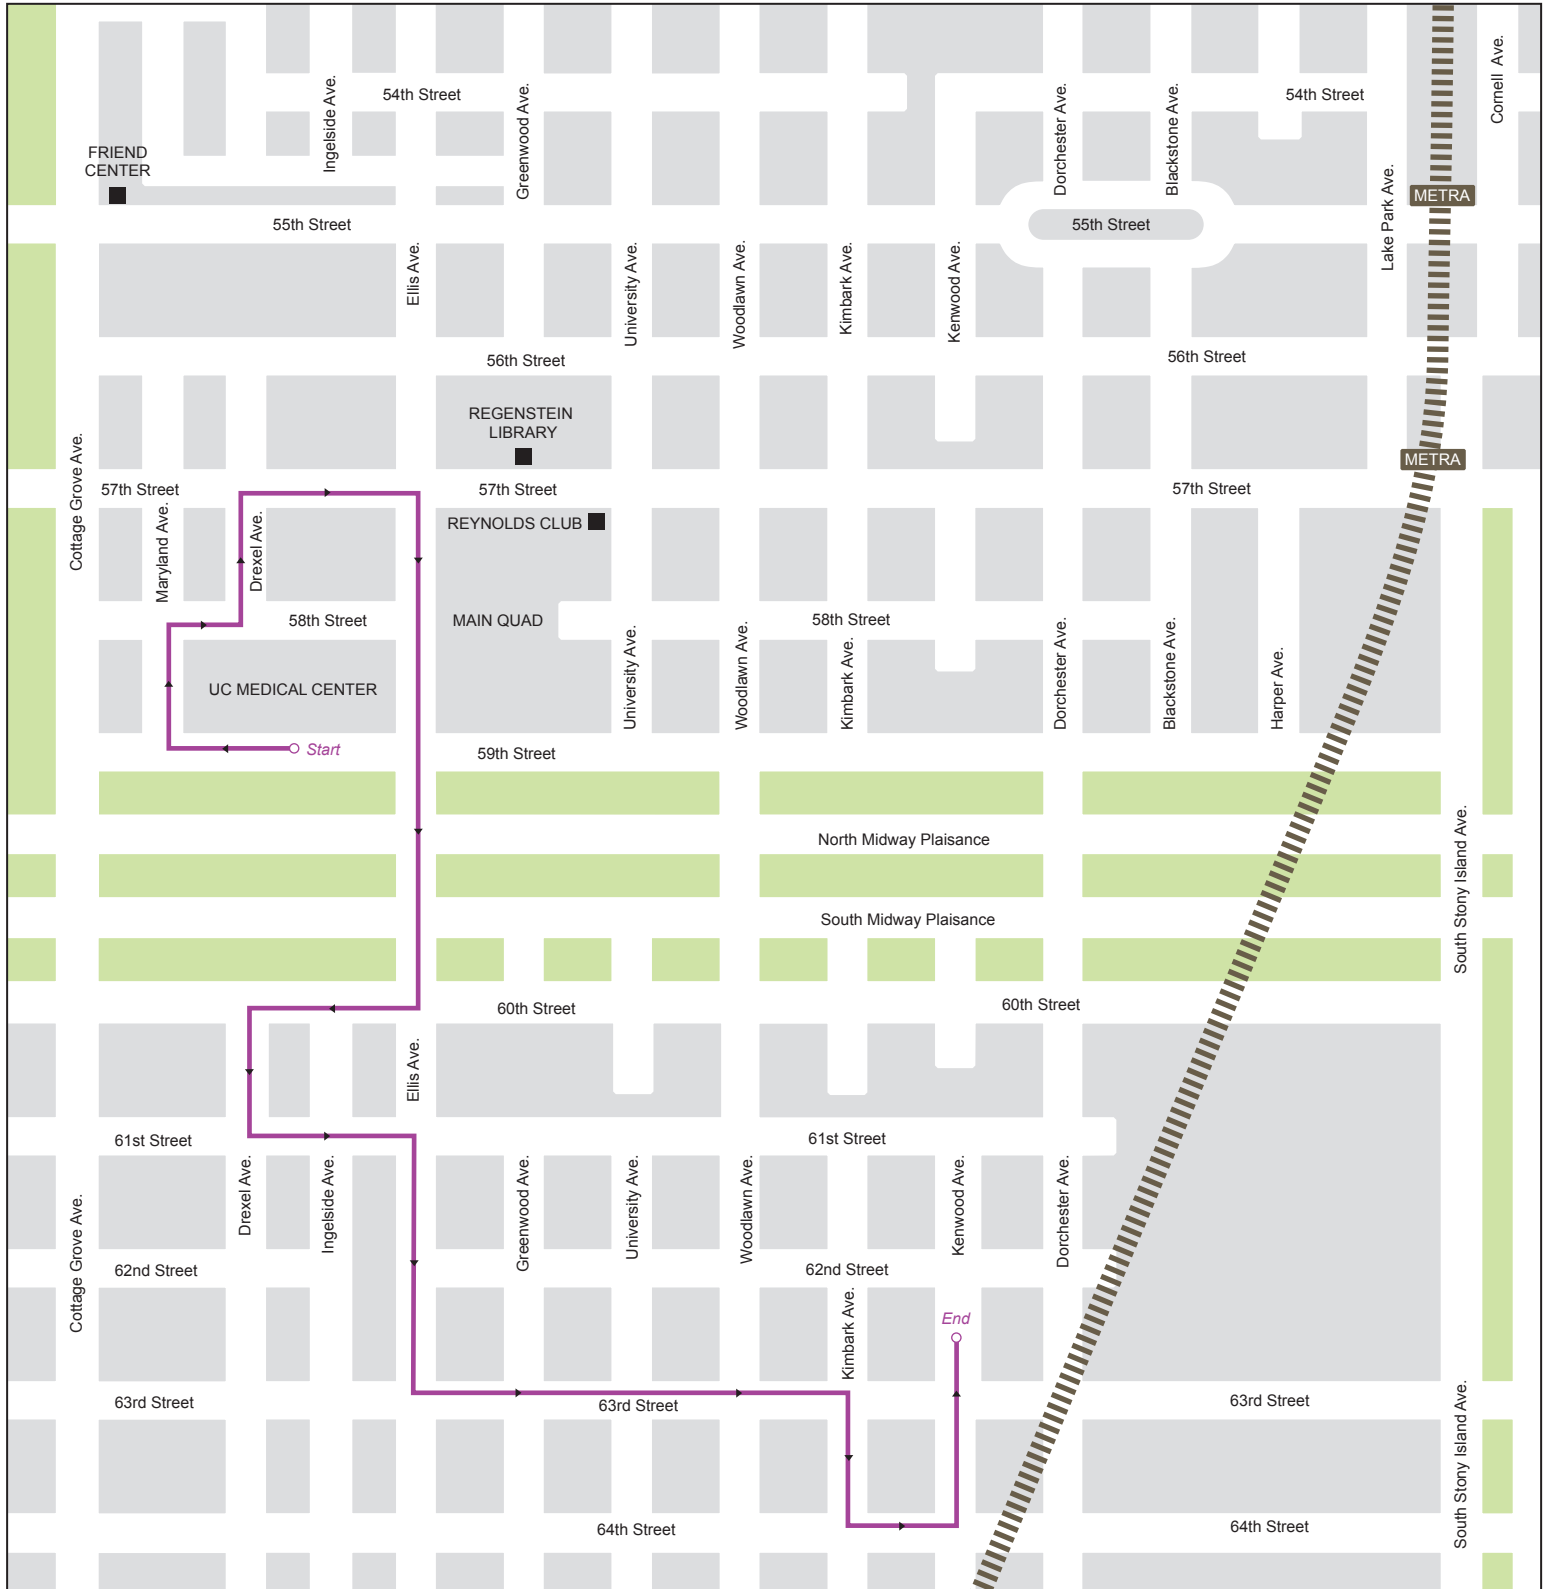 Ingelside Ave.
54th Street
Greenwood Ave.
Dorchester Ave.
Blackstone Ave.
54th Street
Cornell Ave.
FRIEND
CENTER
Lake Park Ave.
METRA
55th Street
55th Street
Ellis Ave.
University Ave.
Woodlawn Ave.
Kimbark Ave.
Kenwood Ave.
56th Street
56th Street
REGENSTEIN
LIBRARY
METRA
Cottage Grove Ave.
57th Street
57th Street
57th Street
Maryland Ave.
Drexel Ave.
REYNOLDS CLUB
58th Street
MAIN QUAD
58th Street
University Ave.
Woodlawn Ave.
Kimbark Ave.
Dorchester Ave.
Blackstone Ave.
Harper Ave.
UC MEDICAL CENTER
Start
59th Street
North Midway Plaisance
South Midway Plaisance
South Stony Island Ave.
60th Street
60th Street
Ellis Ave.
61st Street
61st Street
Drexel Ave.
Ingelside Ave.
Greenwood Ave.
University Ave.
Woodlawn Ave.
Kenwood Ave.
Dorchester Ave.
Cottage Grove Ave.
62nd Street
62nd Street
Kimbark Ave.
End
63rd Street
63rd Street
63rd Street
South Stony Island Ave.
64th Street
64th Street